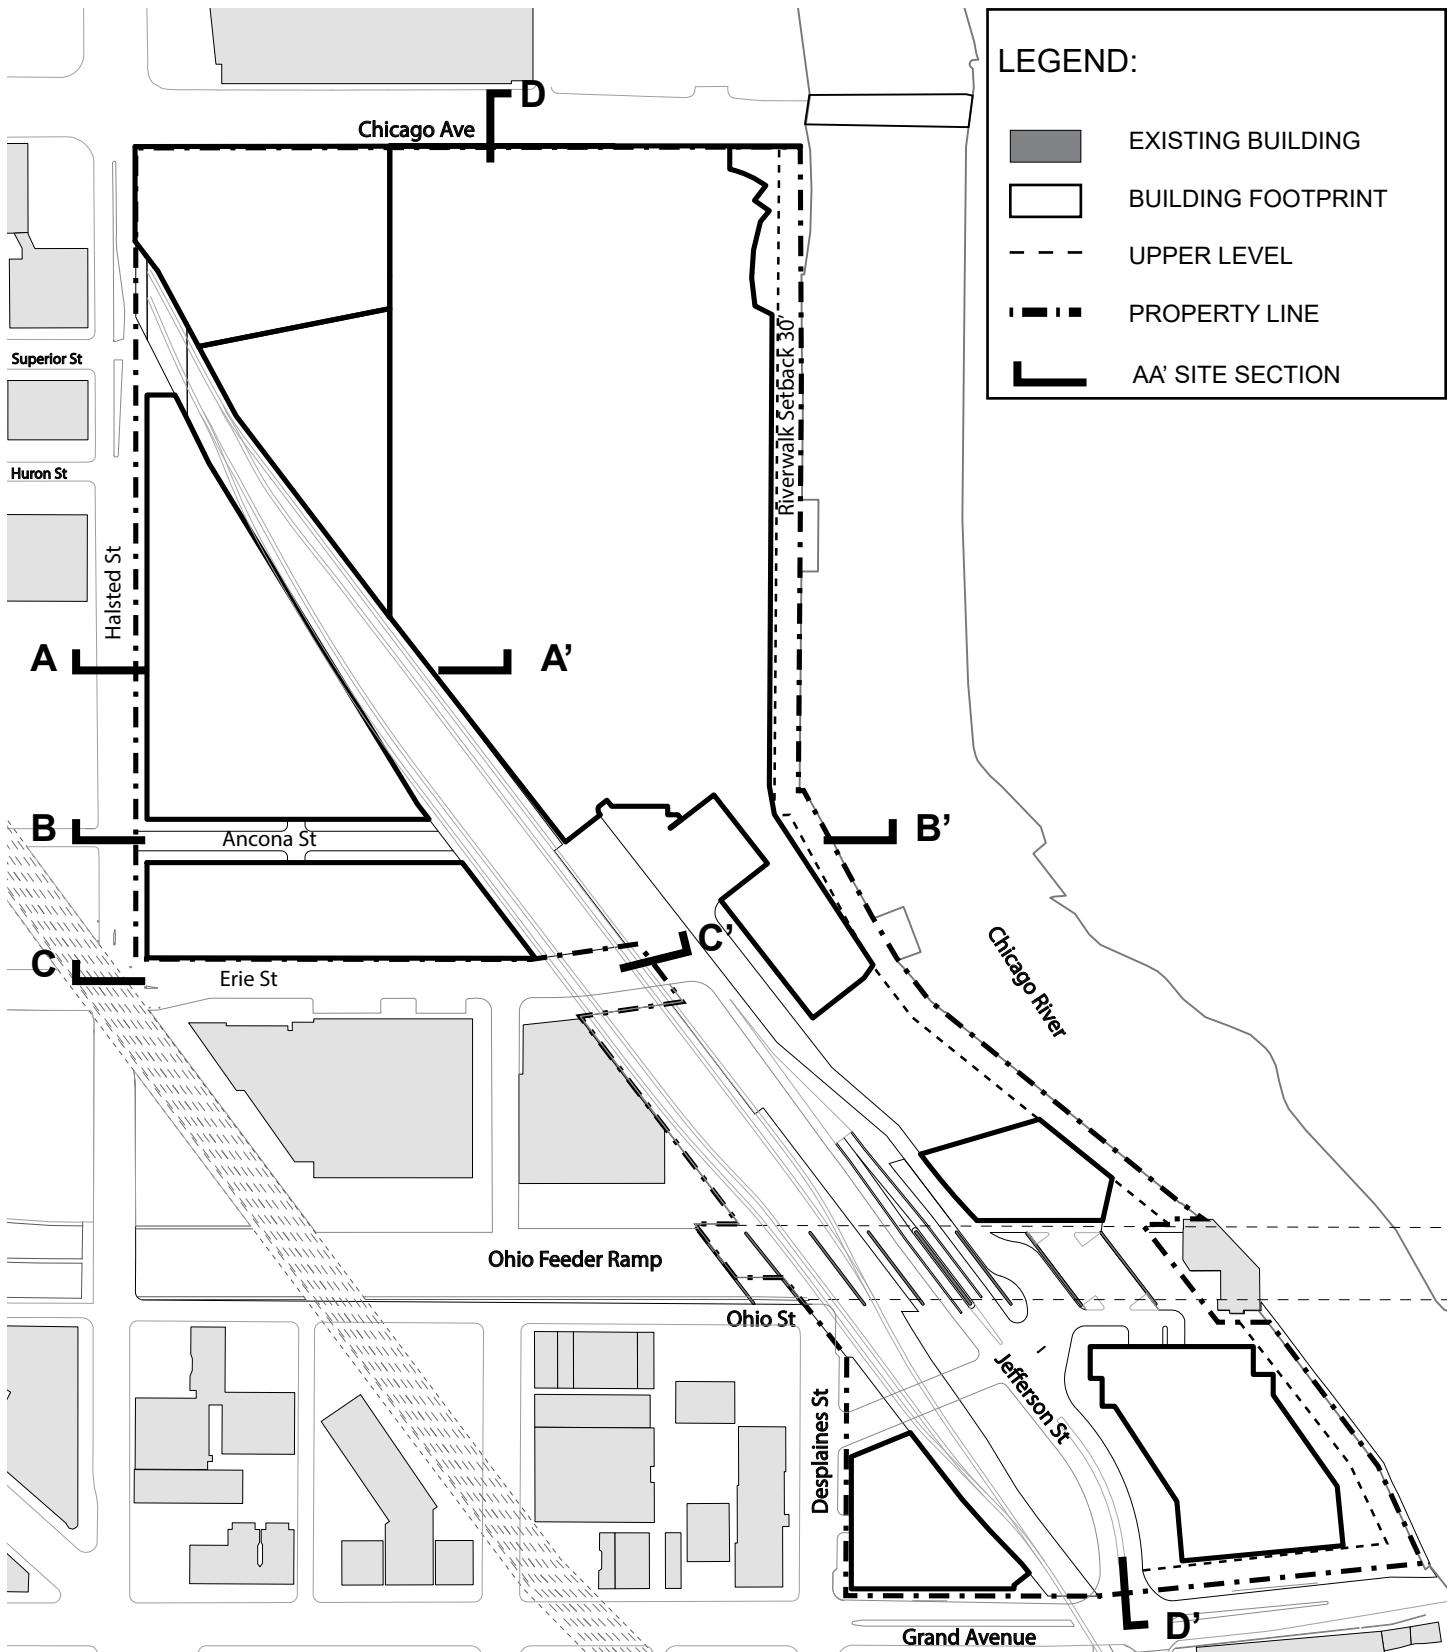 LEGEND:
EXISTING BUILDING
BUILDING FOOTPRINT
UPPER LEVEL
PROPERTY LINE
AA’ SITE SECTION
D
Chicago Ave
Superior St
Huron St
Halsted St
Riverwalk Setback 30’
A
A’
B
Ancona St
B’
C
C’
Erie St
Chicago River
Ohio Feeder Ramp
Ohio St
Jefferson St
Desplaines St
D’
Grand Avenue